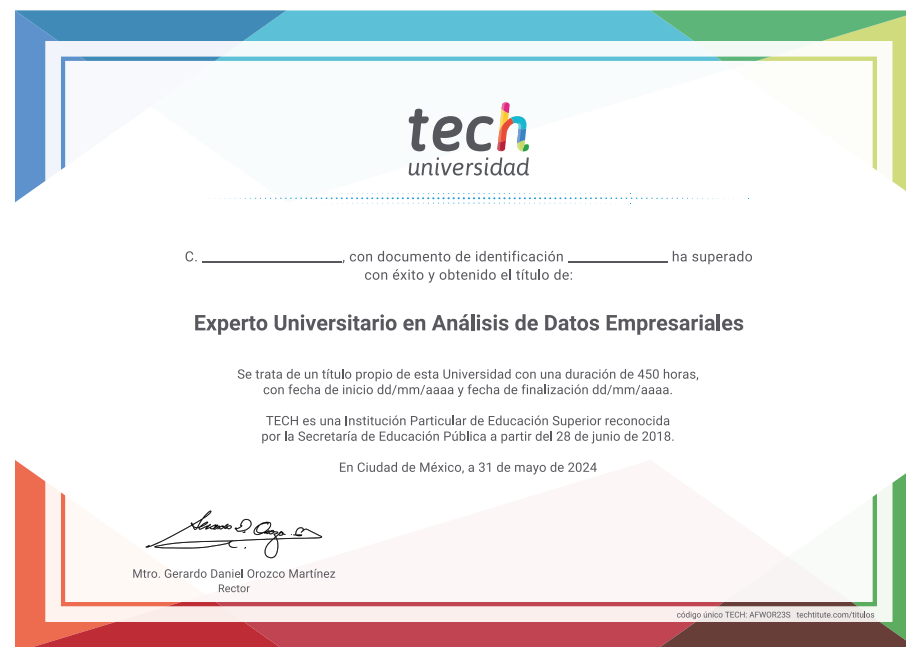 tech
universidad
C. ____________, con documento de identificación ____________ ha superado
con éxito y obtenido el título de:
Experto Universitario en Análisis de Datos Empresariales
Se trata de un título propio de esta Universidad con una duración de 450 horas,
con fecha de inicio dd/mm/aaaa y fecha de finalización dd/mm/aaaa.
TECH es una Institución Particular de Educación Superior reconocida
por la Secretaría de Educación Pública a partir del 28 de junio de 2018.
En Ciudad de México, a 31 de mayo de 2024
Mtro. Gerardo Daniel Orozco Martínez
Rector
código único TECH: AFWOR23S techtitute.com/titulos